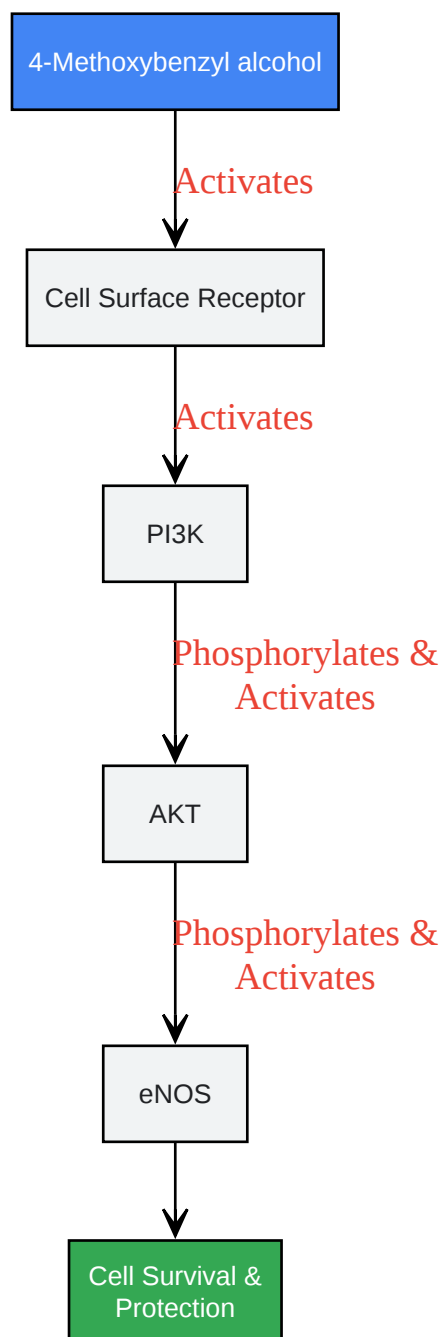 4-Methoxybenzyl alcohol
Activates
Cell Surface Receptor
Activates
PI3K
Phosphorylates &
Activates
AKT
Phosphorylates &
Activates
eNOS
Cell Survival &
Protection